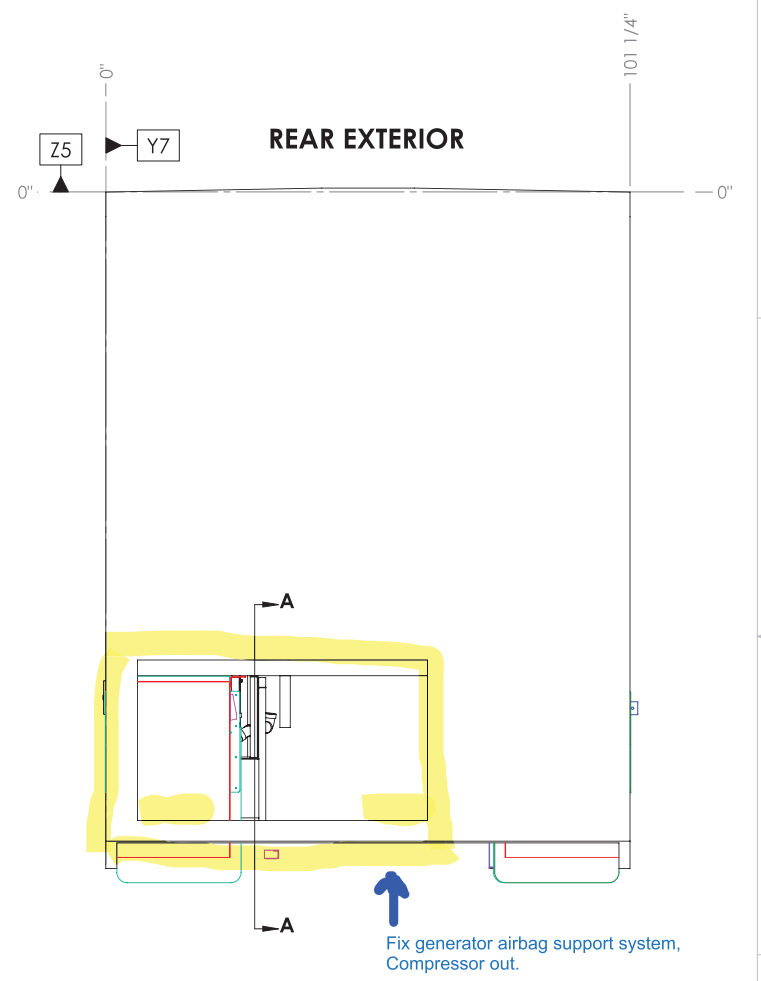 0"
101 1/4"
Z5
Y7
REAR EXTERIOR
0"
0"
A
A
Fix generator airbag support system,
Compressor out.